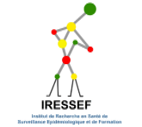 IRESSEF
Institut de Recherche en Santé de
Surveillance Epidémiologique et de Formation